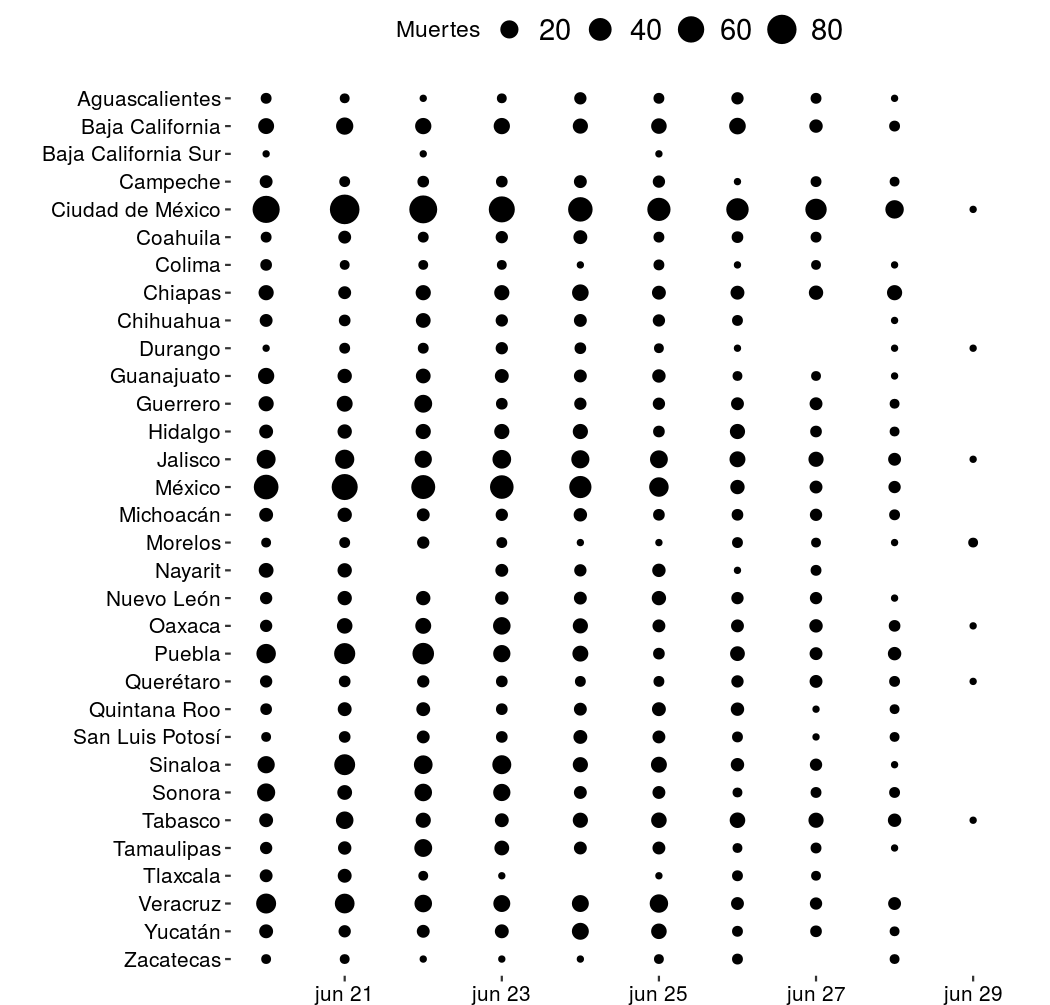 Muertes 20 40 60 80
Aguascalientes
Baja California
Baja California Sur
Campeche
Ciudad de México
Coahuila
Colima
Chiapas
Chihuahua
Durango
Guanajuato
Guerrero
Hidalgo
Jalisco
México
Michoacán
Morelos
Nayarit
Nuevo León
Oaxaca
Puebla
Querétaro
Quintana Roo
San Luis Potosí
Sinaloa
Sonora
Tabasco
Tamaulipas
Tlaxcala
Veracruz
Yucatán
Zacatecas
jun 21 jun 23 jun 25 jun 27 jun 29